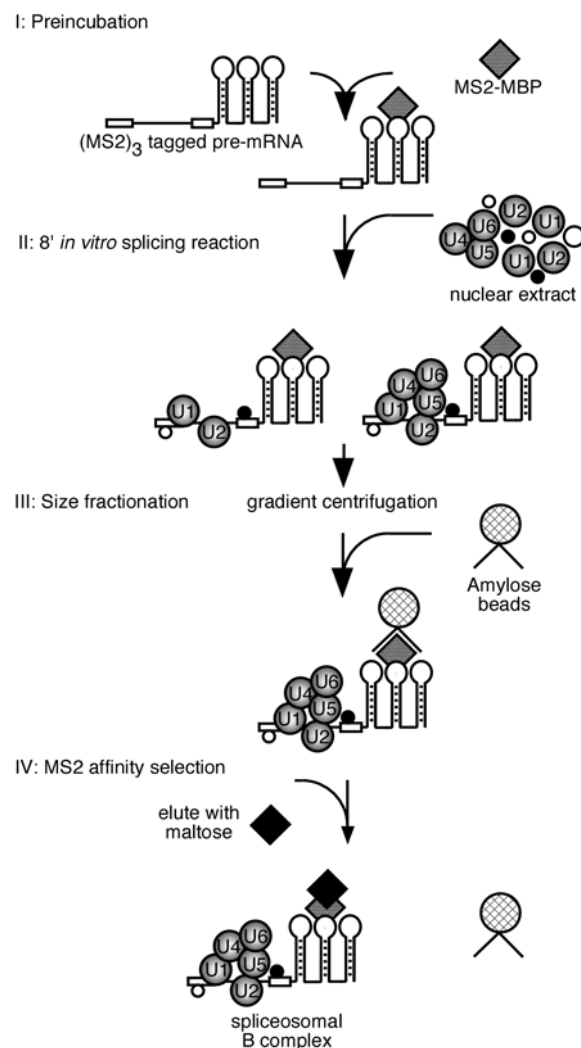 I: Preincubation
MS2-MBP
(MS2)3 tagged pre-mRNA
II: 8' in vitro splicing reaction
U2
U6
U1
U4
U5
U1
U2
nuclear extract
U1
U2
U6
U4
U5
U1
U2
III: Size fractionation
gradient centrifugation
Amylose
beads
U6
U4
U5
U1
U2
IV: MS2 affinity selection
elute with
maltose
U6
U4
U5
U1
U2
spliceosomal
B complex